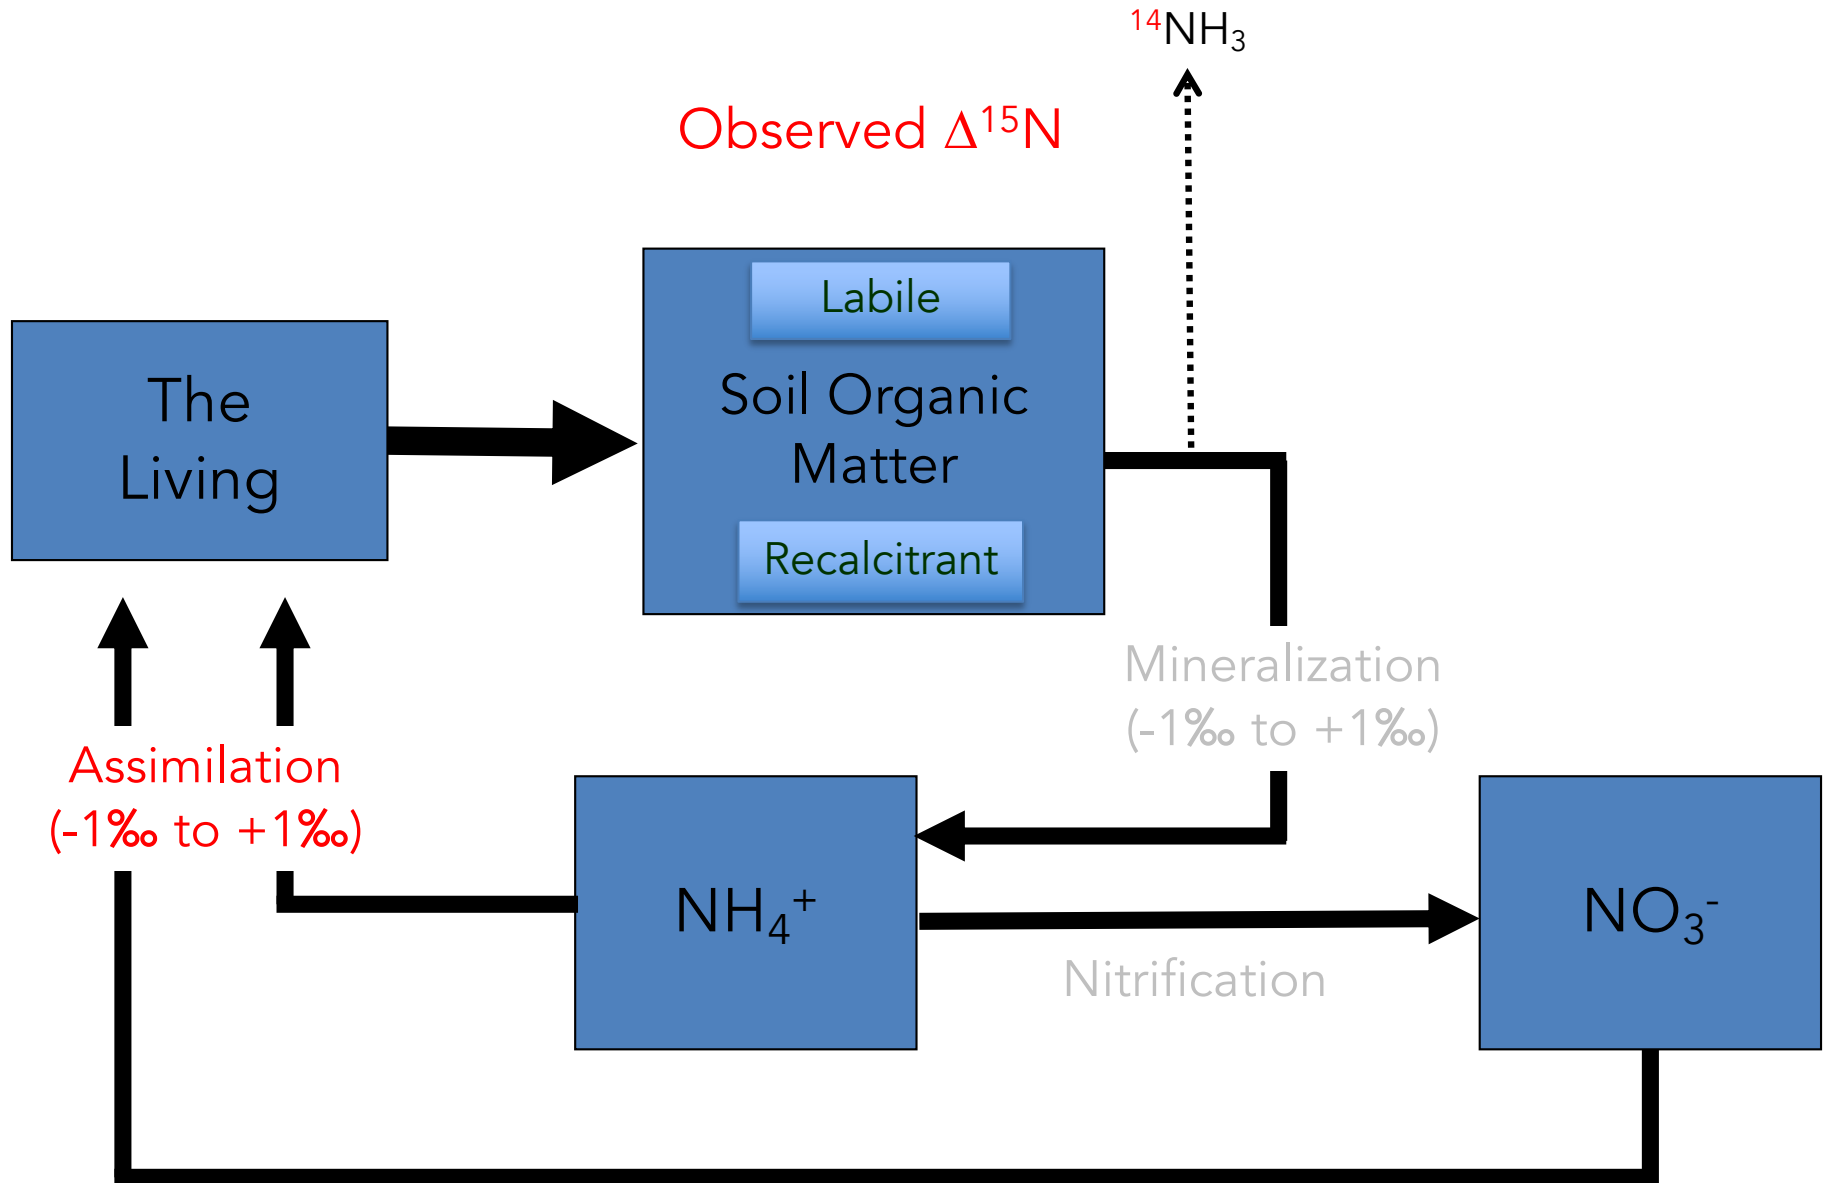 ¹⁴NH₃
Observed Δ¹⁵N
Labile
The
Living
Soil Organic
Matter
Recalcitrant
Mineralization
(-1‰ to +1‰)
Assimilation
(-1‰ to +1‰)
NH₄⁺
NO₃⁻
Nitrification